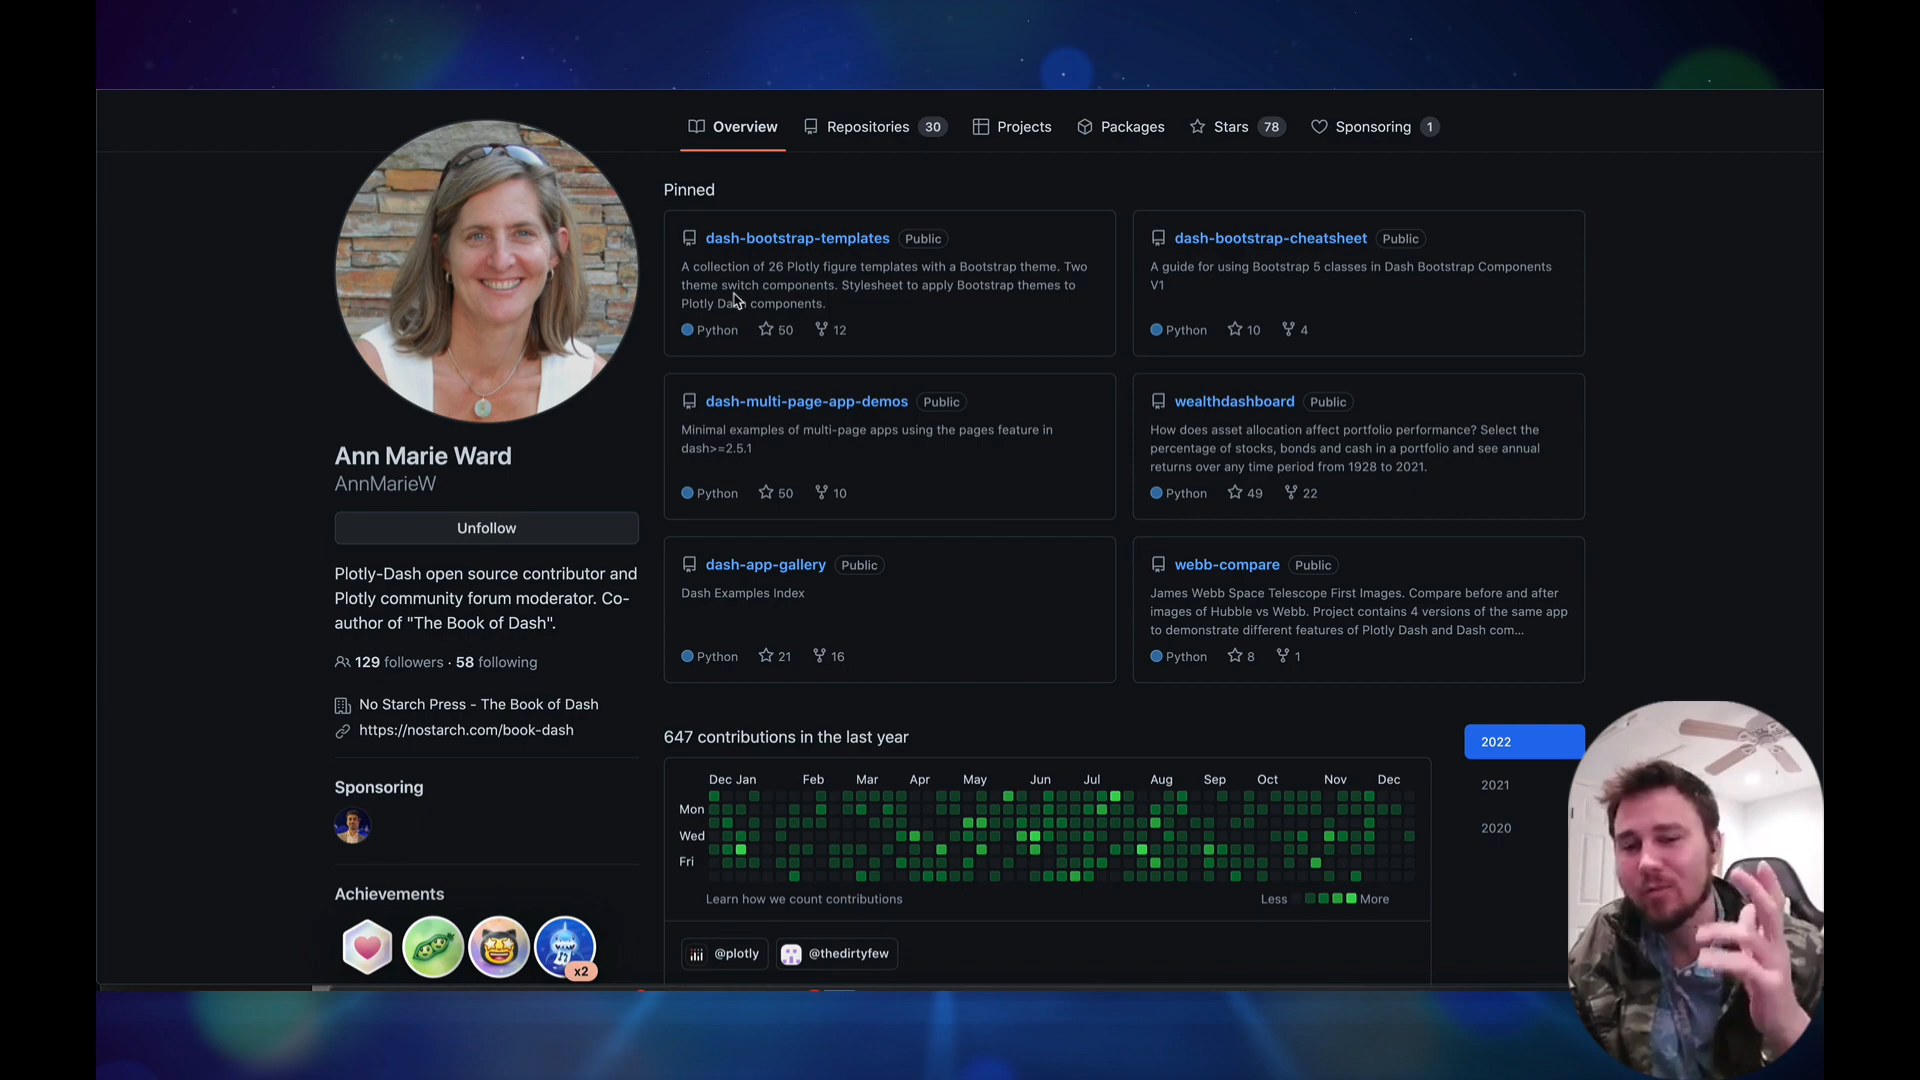 Overview
Repositories 30
Projects
Packages
Stars 78
Sponsoring 1
Ann Marie Ward
AnnMarieW
Unfollow
Plotly-Dash open source contributor and
Plotly community forum moderator. Co-
author of "The Book of Dash".
129 followers · 58 following
No Starch Press - The Book of Dash
https://nostarch.com/book-dash
Sponsoring
Achievements
x2
Pinned
dash-bootstrap-templates Public
A collection of 26 Plotly figure templates with a Bootstrap theme. Two
theme switch components. Stylesheet to apply Bootstrap themes to
Plotly Dash components.
Python 50 12
dash-bootstrap-cheatsheet Public
A guide for using Bootstrap 5 classes in Dash Bootstrap Components
V1
Python 10 4
dash-multi-page-app-demos Public
Minimal examples of multi-page apps using the pages feature in
dash>=2.5.1
Python 50 10
wealthdashboard Public
How does asset allocation affect portfolio performance? Select the
percentage of stocks, bonds and cash in a portfolio and see annual
returns over any time period from 1928 to 2021.
Python 49 22
dash-app-gallery Public
Dash Examples Index
Python 21 16
webb-compare Public
James Webb Space Telescope First Images. Compare before and after
images of Hubble vs Webb. Project contains 4 versions of the same app
to demonstrate different features of Plotly Dash and Dash com...
Python 8 1
647 contributions in the last year
Dec Jan Feb Mar Apr May Jun Jul Aug Sep Oct Nov Dec
Mon
Wed
Fri
Learn how we count contributions
Less More
@plotly @thedirtyfew
2022
2021
2020